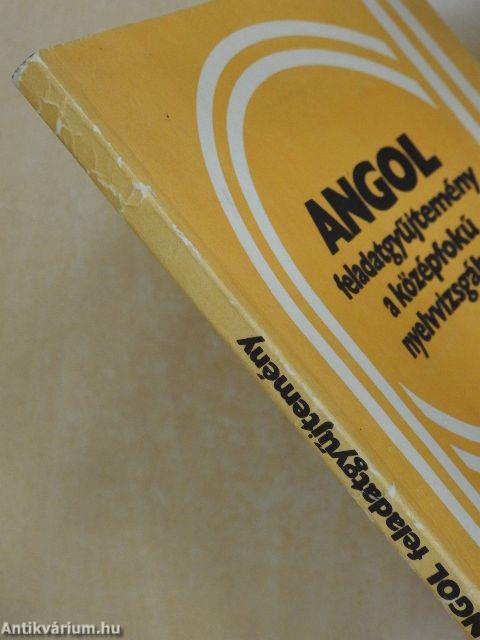 ANGOL
feladatgyűjtemény
a középfokú
nyelvvizsgá
ANGOL feladatgyűjtemény
Antikvárium.hu